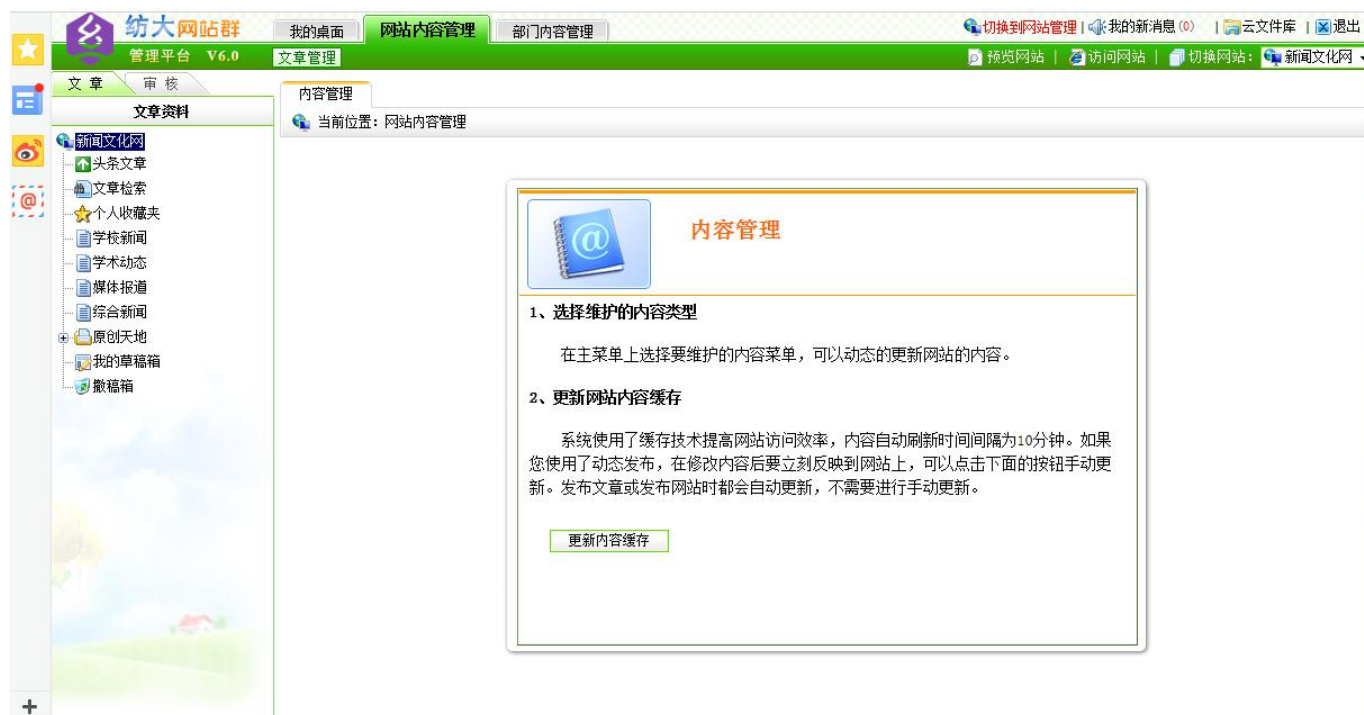 纺大网站群
管理平台 V6.0
我的桌面
网站内容管理
部门内容管理
切换到网站管理 | 我的新消息(0) | 云文件库 | 退出
文章管理
预览网站 | 访问网站 | 切换网站: 新闻文化网
文章
审核
文章资料
新闻文化网
头条文章
文章检索
个人收藏夹
学校新闻
学术动态
媒体报道
综合新闻
原创天地
我的草稿箱
撤稿箱
内容管理
当前位置: 网站内容管理
内容管理
1、选择维护的内容类型
在主菜单上选择要维护的内容菜单，可以动态的更新网站的内容。
2、更新网站内容缓存
系统使用了缓存技术提高网站访问效率，内容自动刷新时间间隔为10分钟。如果
您使用了动态发布，在修改内容后要立刻反映到网站上，可以点击下面的按钮手动更
新。发布文章或发布网站时都会自动更新，不需要进行手动更新。
更新内容缓存